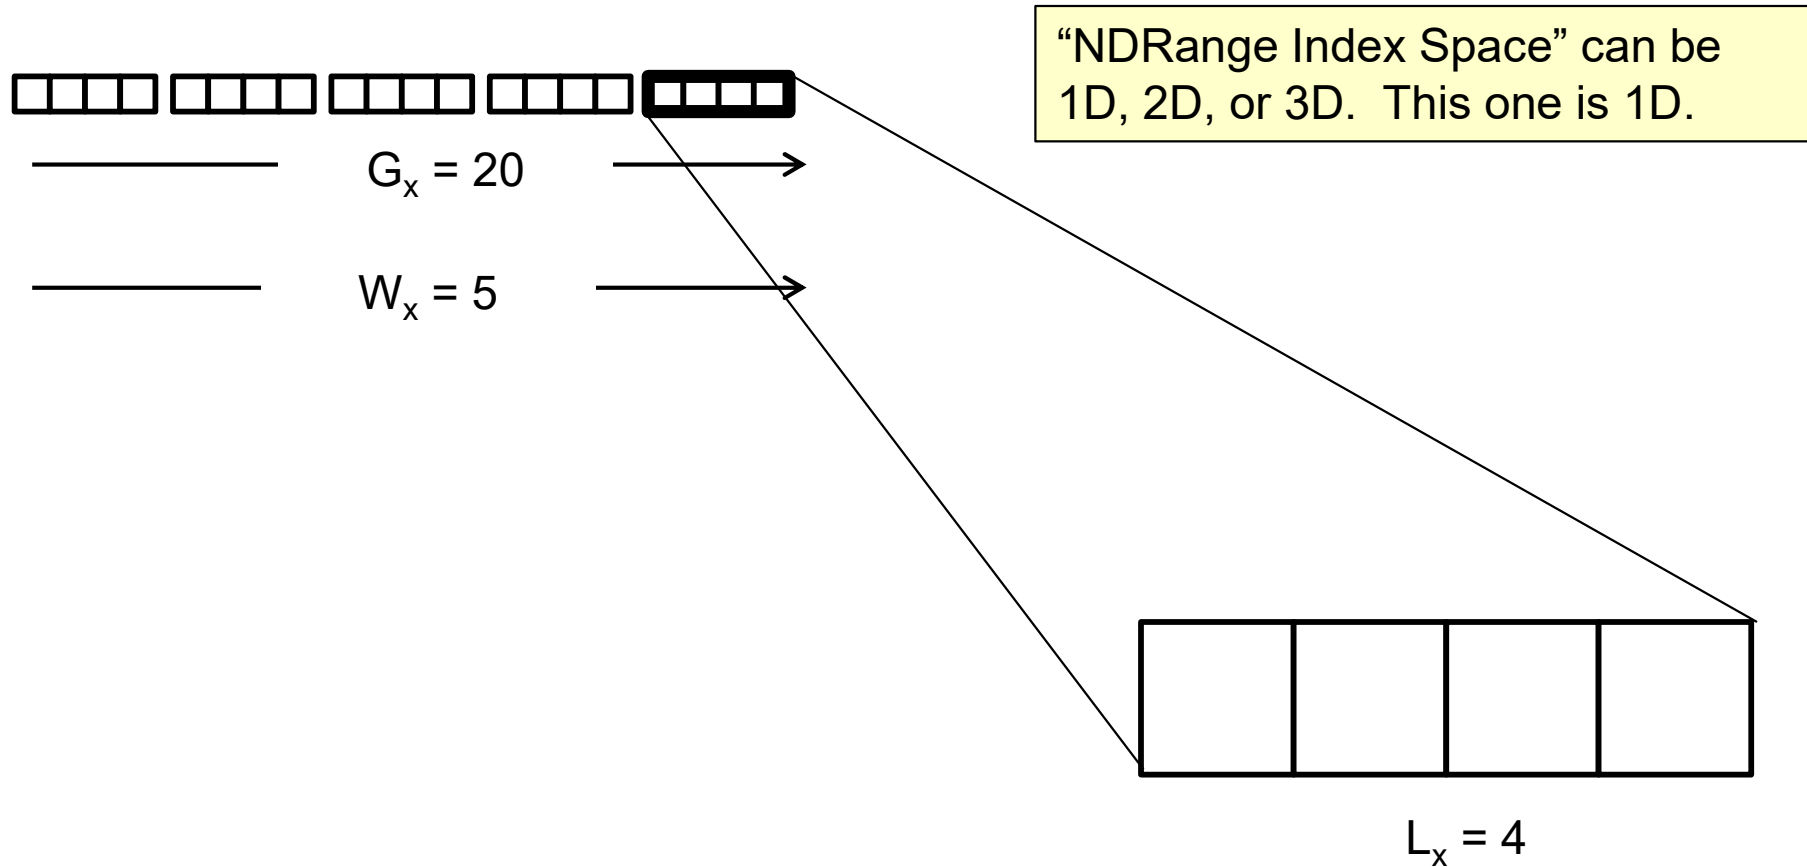 “NDRange Index Space” can be
1D, 2D, or 3D.  This one is 1D.
Gx = 20
Wx = 5
Lx = 4